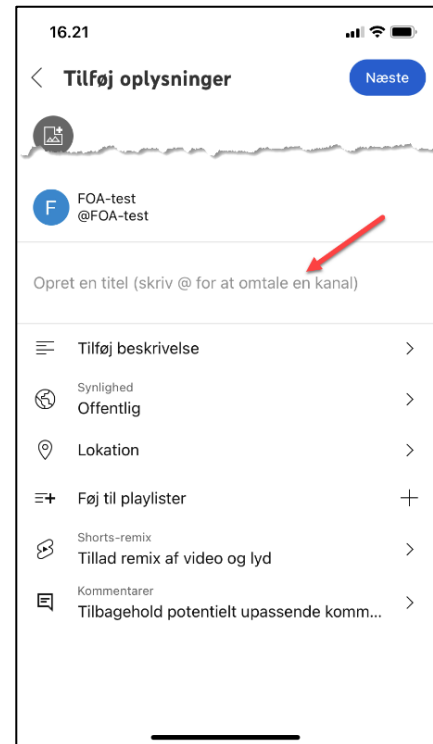 16.21
Tilføj oplysninger
Næste
F
FOA-test
@FOA-test
Opret en titel (skriv @ for at omtale en kanal)
Tilføj beskrivelse
Synlighed
Offentlig
Lokation
Føj til playlister
Shorts-remix
Tillad remix af video og lyd
Kommentarer
Tilbagehold potentielt upassende komm...